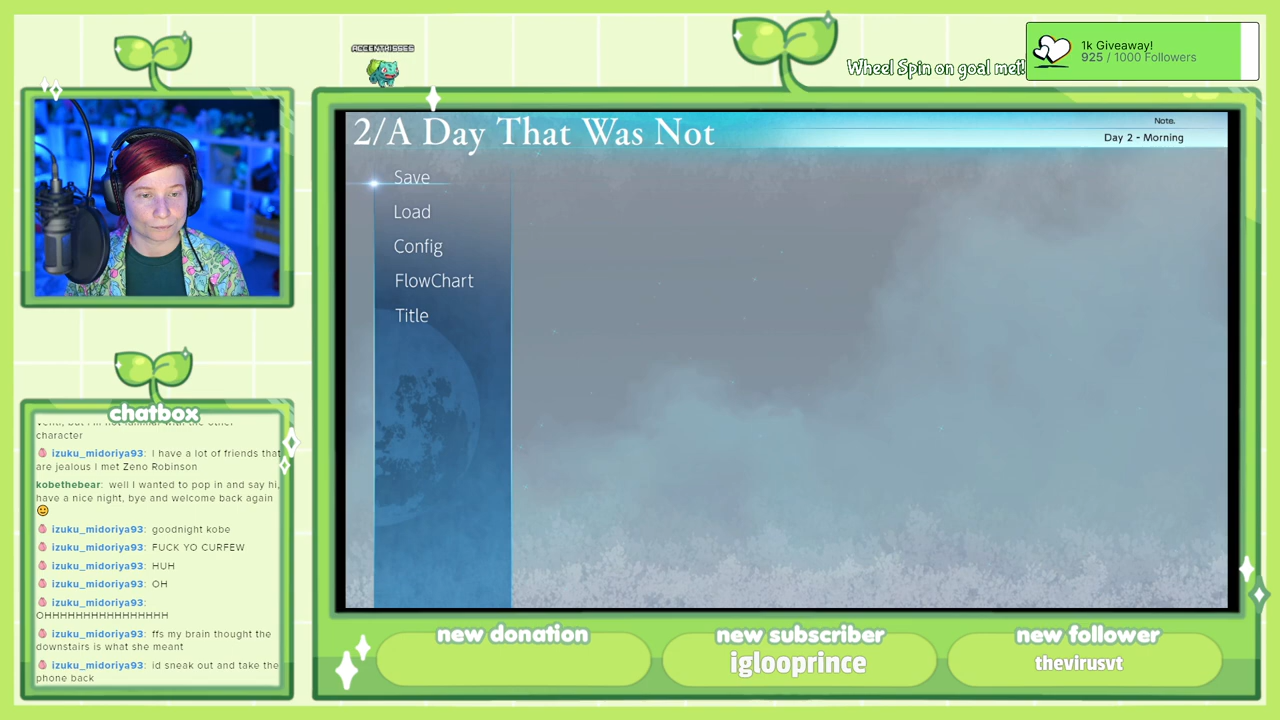 ACCENTHISSES
Wheel Spin on goal met!
1k Giveaway!
925 / 1000 Followers
2/A Day That Was Not
Note.
Day 2 - Morning
Save
Load
Config
FlowChart
Title
chatbox
character
izuku_midoriya93: I have a lot of friends that
are jealous I met Zeno Robinson
kobethebear: well I wanted to pop in and say hi,
have a nice night, bye and welcome back again
izuku_midoriya93: goodnight kobe
izuku_midoriya93: FUCK YO CURFEW
izuku_midoriya93: HUH
izuku_midoriya93: OH
izuku_midoriya93:
OHHHHHHHHHHHHHHHH
izuku_midoriya93: ffs my brain thought the
downstairs is what she meant
izuku_midoriya93: id sneak out and take the
phone back
new donation
new subscriber
iglooprince
new follower
thevirusvt